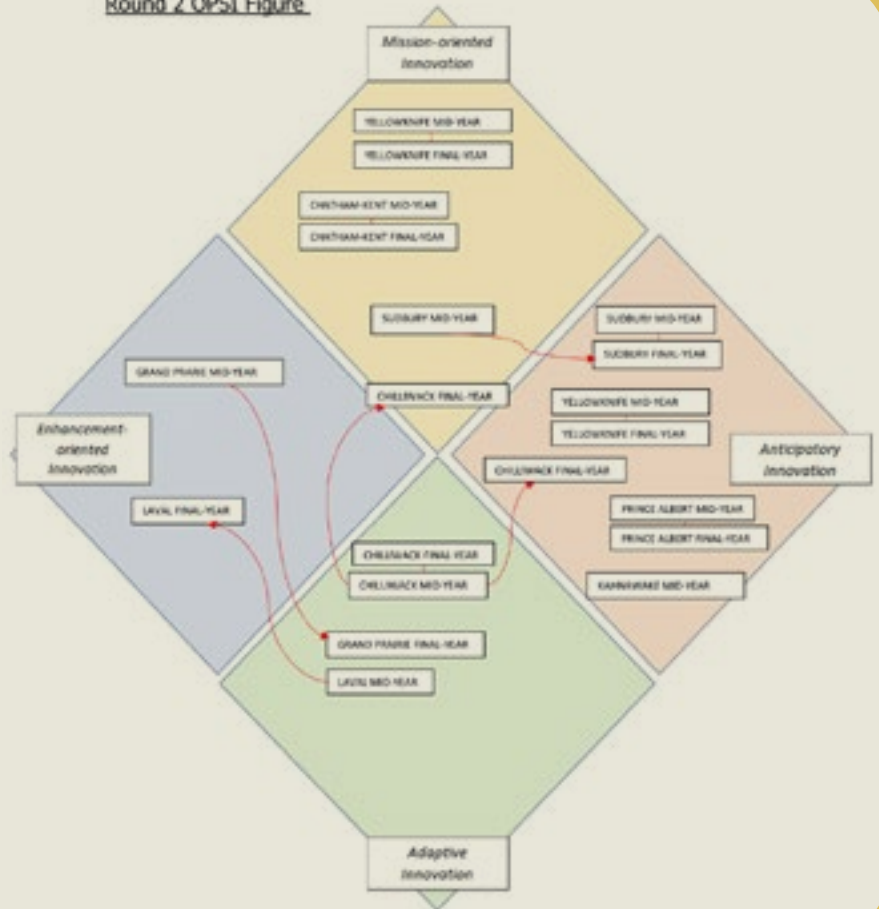 Round 2 OPSI Figure
Mission-oriented
Innovation
YELLOWKNIFE MID-YEAR
YELLOWKNIFE FINAL-YEAR
CHATHAM-KENT MID-YEAR
CHATHAM-KENT FINAL-YEAR
SUDBURY MID-YEAR
SUDBURY MID-YEAR
SUDBURY FINAL-YEAR
GRAND PRAIRIE MID-YEAR
CHILLIWACK FINAL-YEAR
YELLOWKNIFE MID-YEAR
YELLOWKNIFE FINAL-YEAR
Enhancement-
oriented
Innovation
Anticipatory
Innovation
CHILLIWACK FINAL-YEAR
LAVAL FINAL-YEAR
PRINCE ALBERT MID-YEAR
PRINCE ALBERT FINAL-YEAR
CHILLIWACK FINAL-YEAR
CHILLIWACK MID-YEAR
KAHNAWAKE MID-YEAR
GRAND PRAIRIE FINAL-YEAR
LAVAL MID-YEAR
Adaptive
Innovation